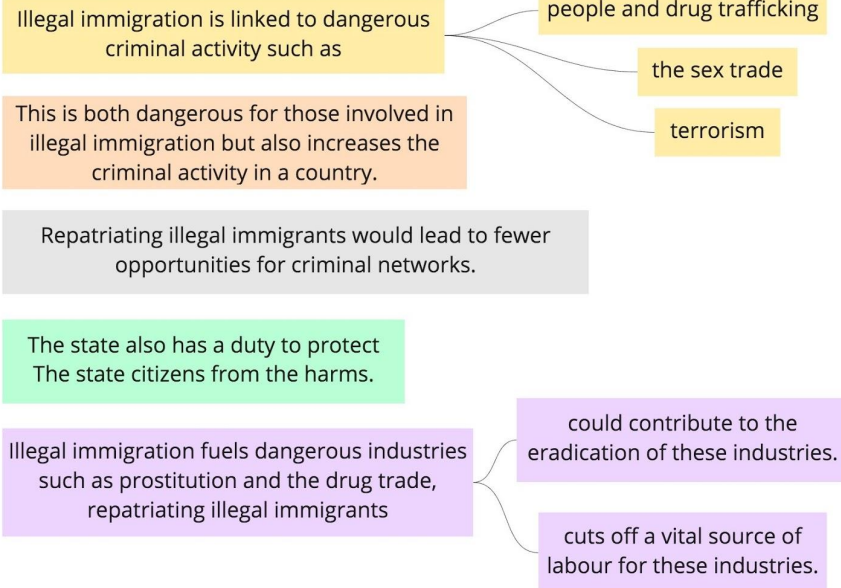 Illegal immigration is linked to dangerous
criminal activity such as
people and drug trafficking
the sex trade
terrorism
This is both dangerous for those involved in
illegal immigration but also increases the
criminal activity in a country.
Repatriating illegal immigrants would lead to fewer
opportunities for criminal networks.
The state also has a duty to protect
The state citizens from the harms.
Illegal immigration fuels dangerous industries
such as prostitution and the drug trade,
repatriating illegal immigrants
could contribute to the
eradication of these industries.
cuts off a vital source of
labour for these industries.